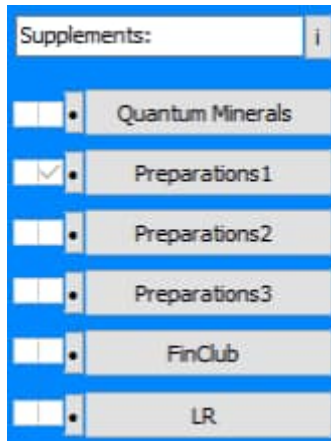 Supplements:
i
Quantum Minerals
Preparations1
Preparations2
Preparations3
FinClub
LR